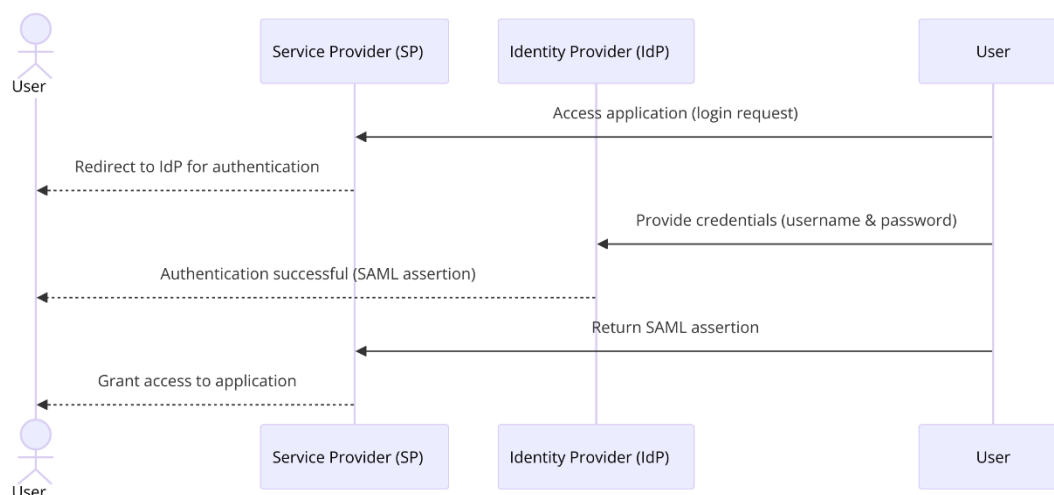 Service Provider (SP)
Identity Provider (IdP)
User
User
Access application (login request)
Redirect to IdP for authentication
Provide credentials (username & password)
Authentication successful (SAML assertion)
Return SAML assertion
Grant access to application
Service Provider (SP)
Identity Provider (IdP)
User
User